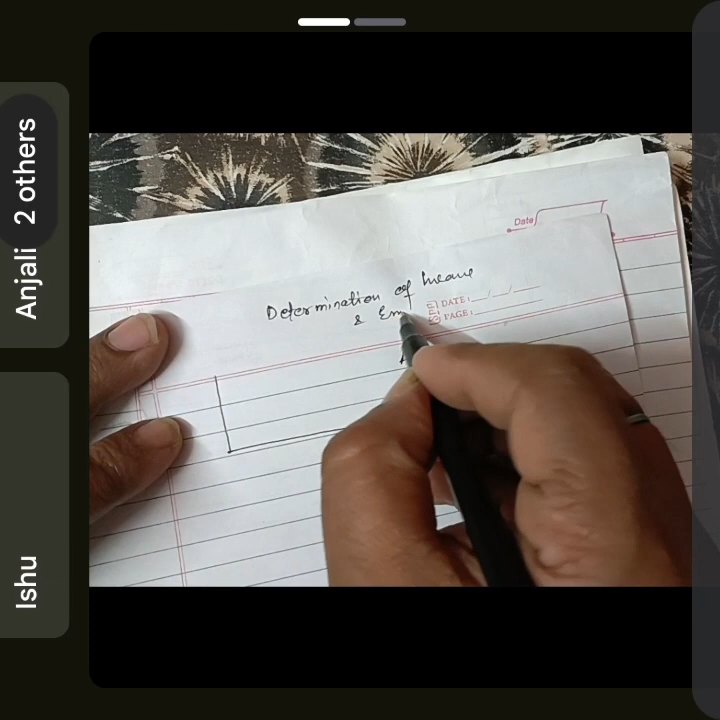 Anjali 2 others
Ishu
Date
Determination of Income
& Em
DATE:
PAGE: